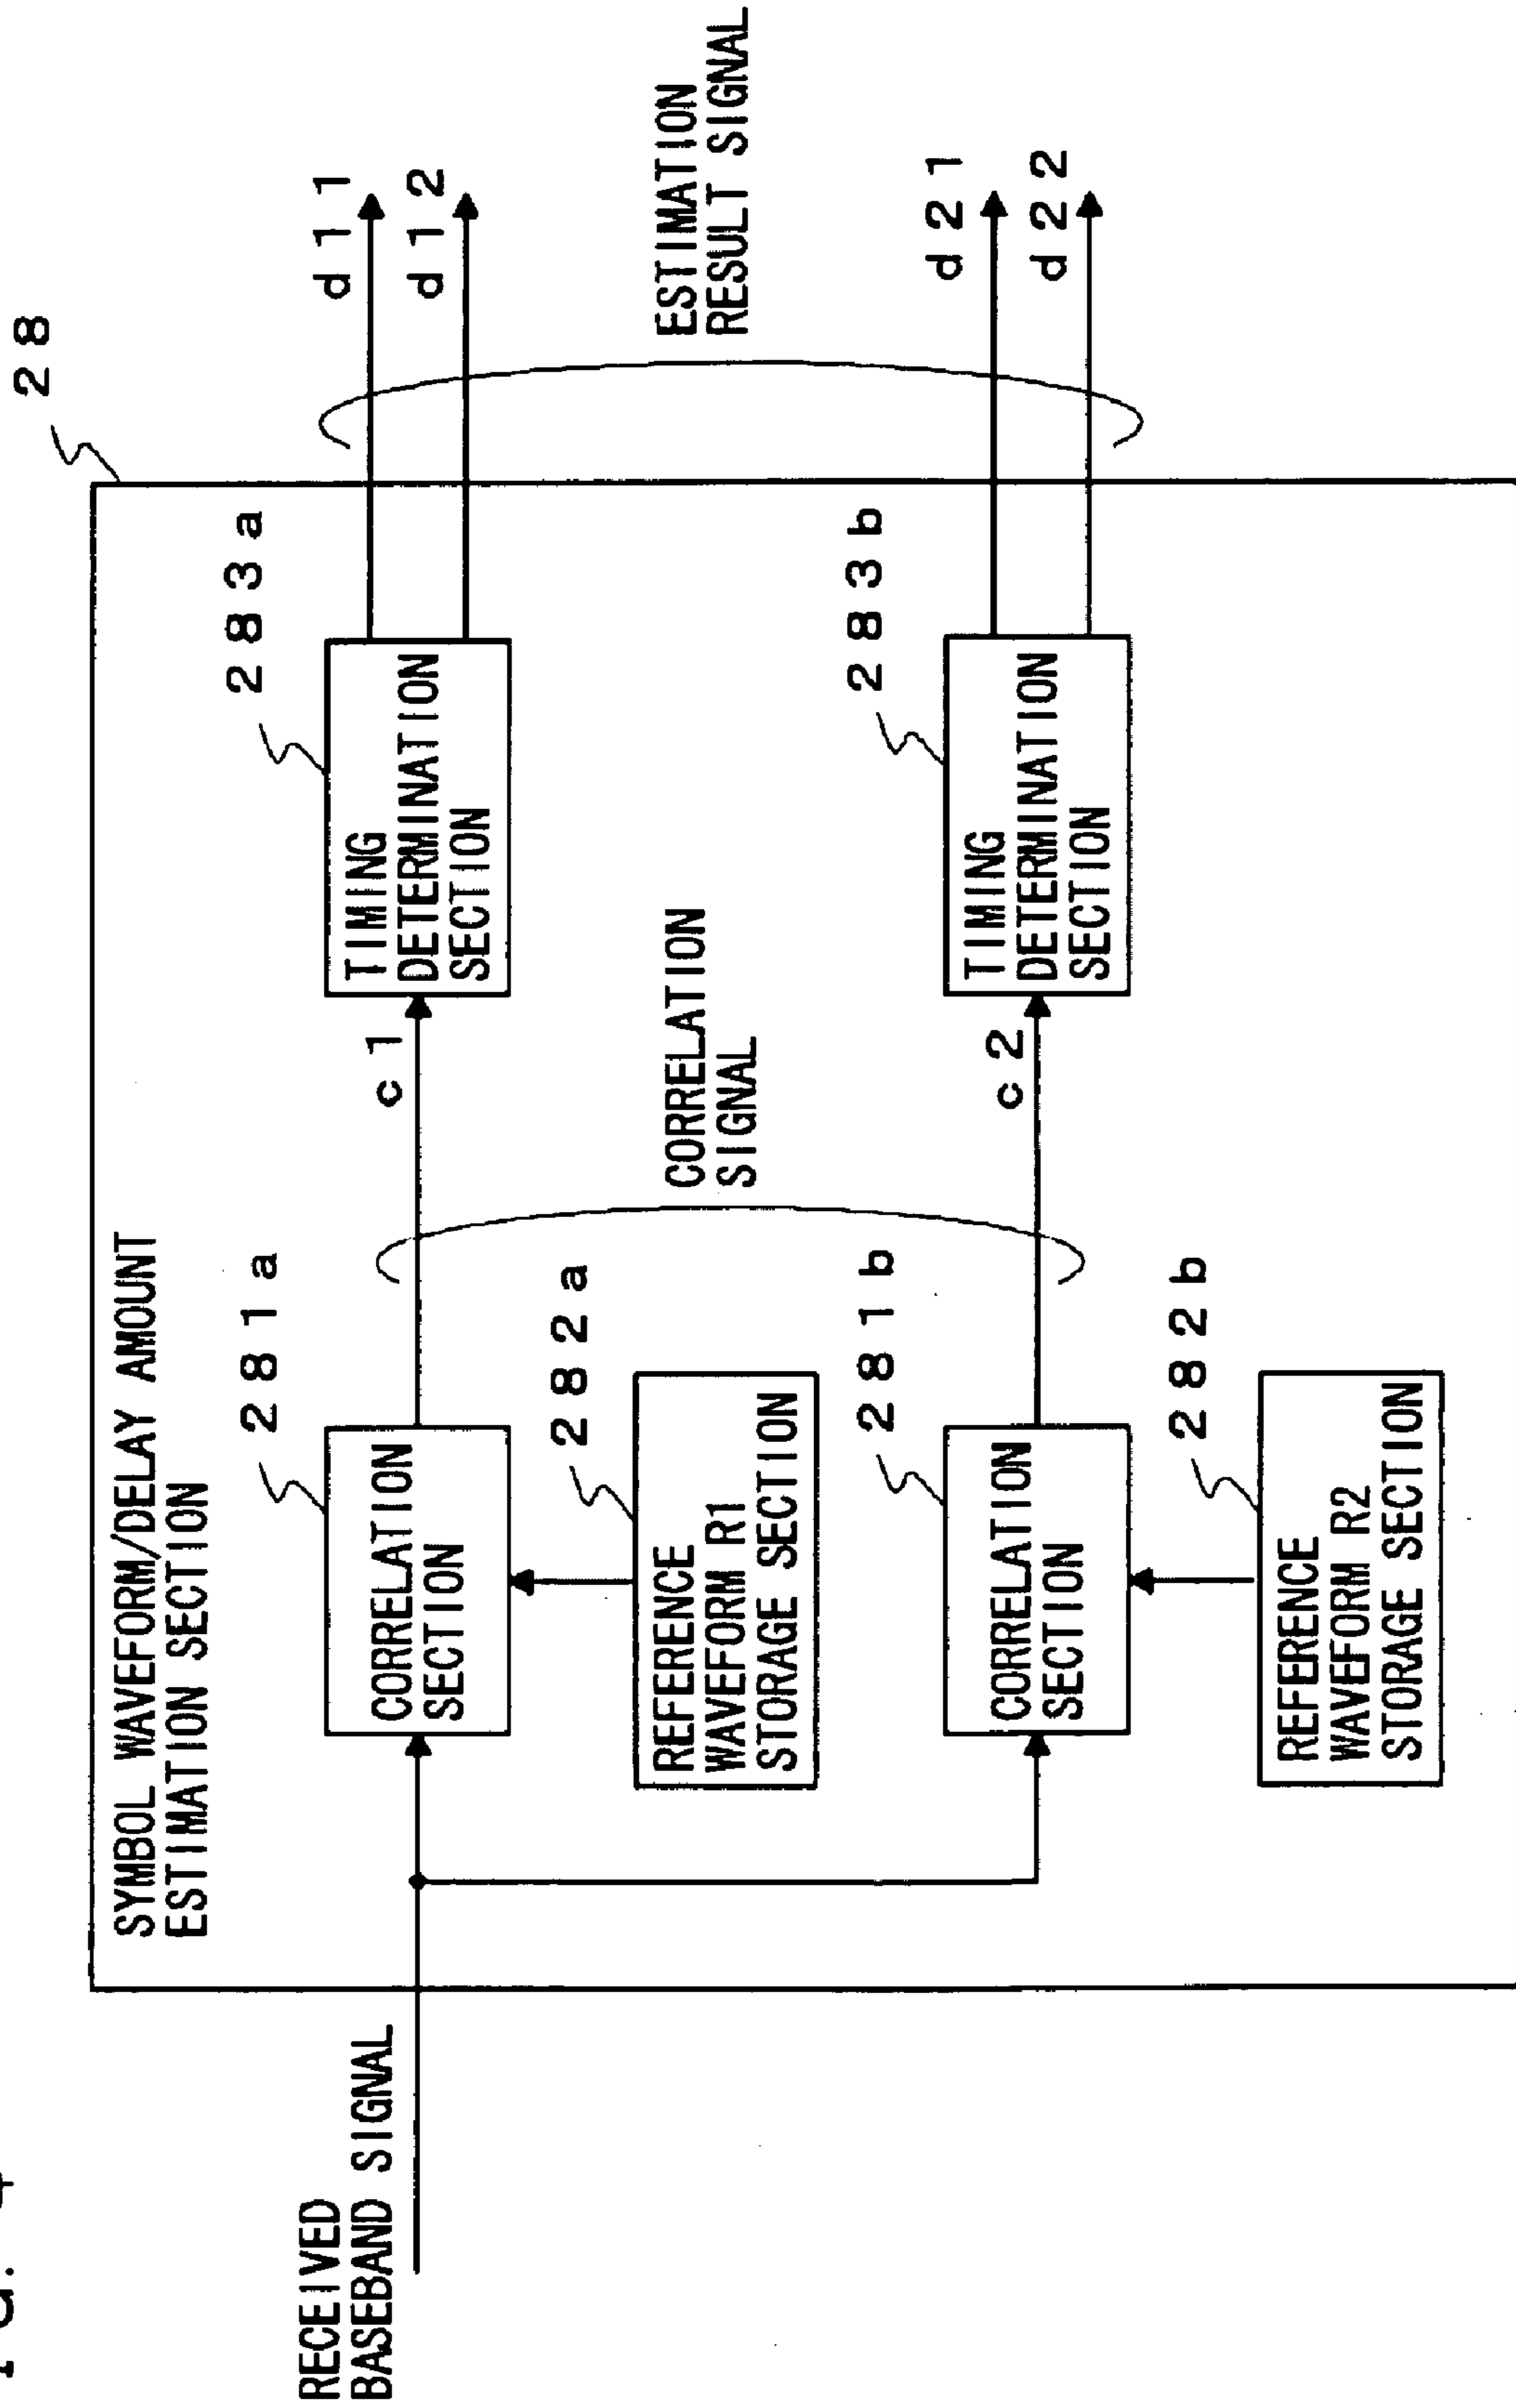 28
SYMBOL WAVEFORM/DELAY AMOUNT
ESTIMATION SECTION
RECEIVED
BASEBAND SIGNAL
281a
CORRELATION
SECTION
282a
REFERENCE
WAVEFORM R1
STORAGE SECTION
c1
283a
TIMING
DETERMINATION
SECTION
d11
d12
CORRELATION
SIGNAL
ESTIMATION
RESULT SIGNAL
281b
CORRELATION
SECTION
282b
REFERENCE
WAVEFORM R2
STORAGE SECTION
c2
283b
TIMING
DETERMINATION
SECTION
d21
d22